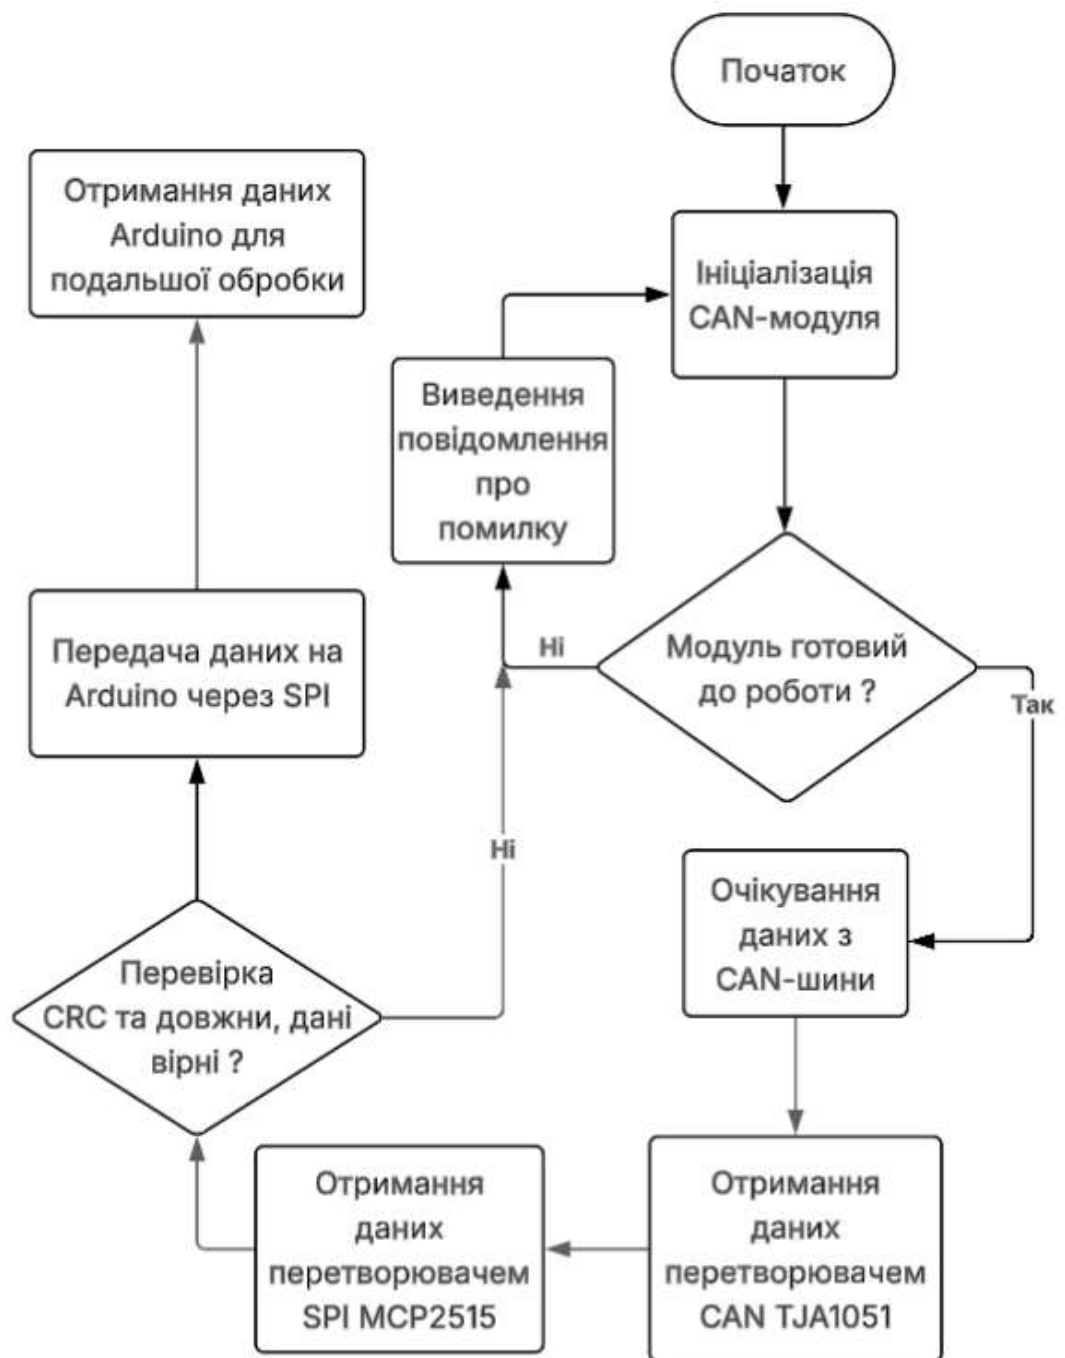 Початок
Ініціалізація
CAN-модуля
Виведення
повідомлення
про
помилку
Модуль готовий
до роботи ?
Ні
Так
Очікування
даних з
CAN-шини
Отримання
даних
перетворювачем
CAN TJA1051
Отримання
даних
перетворювачем
SPI MCP2515
Перевірка
CRC та довжни, дані
вірні ?
Ні
Передача даних на
Arduino через SPI
Отримання даних
Arduino для
подальшої обробки